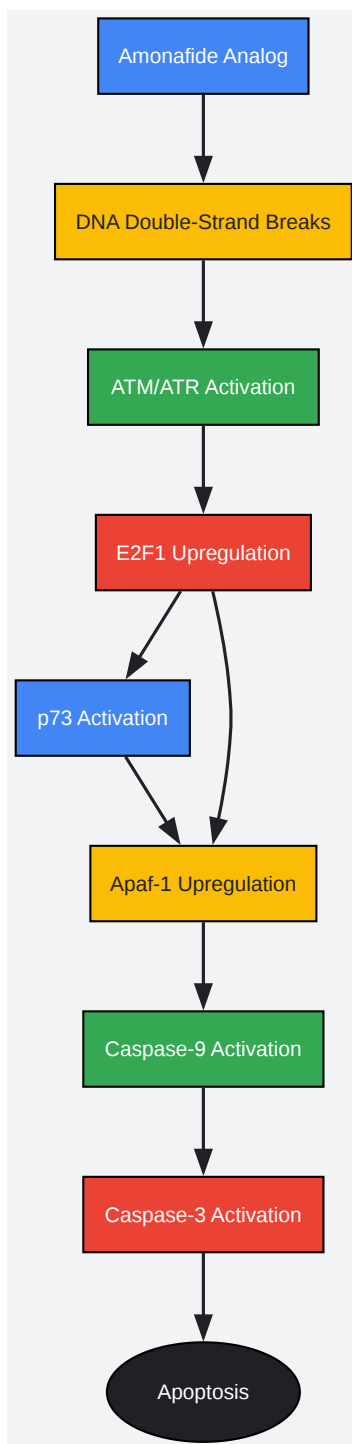 Amonafide Analog
DNA Double-Strand Breaks
ATM/ATR Activation
E2F1 Upregulation
p73 Activation
Apaf-1 Upregulation
Caspase-9 Activation
Caspase-3 Activation
Apoptosis